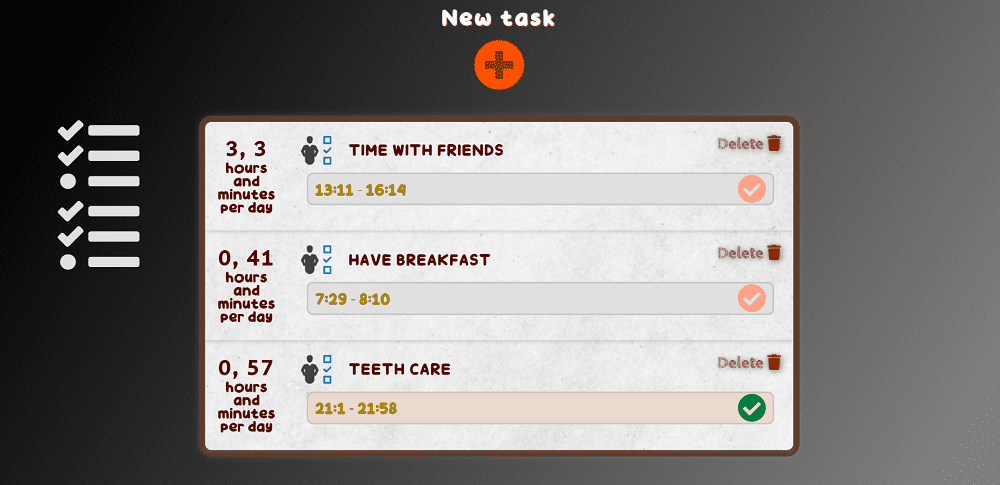 New task
3, 3
hours
and
minutes
per day
TIME WITH FRIENDS
Delete
13:11 - 16:14
0, 41
hours
and
minutes
per day
HAVE BREAKFAST
Delete
7:29 - 8:10
0, 57
hours
and
minutes
per day
TEETH CARE
Delete
21:1 - 21:58